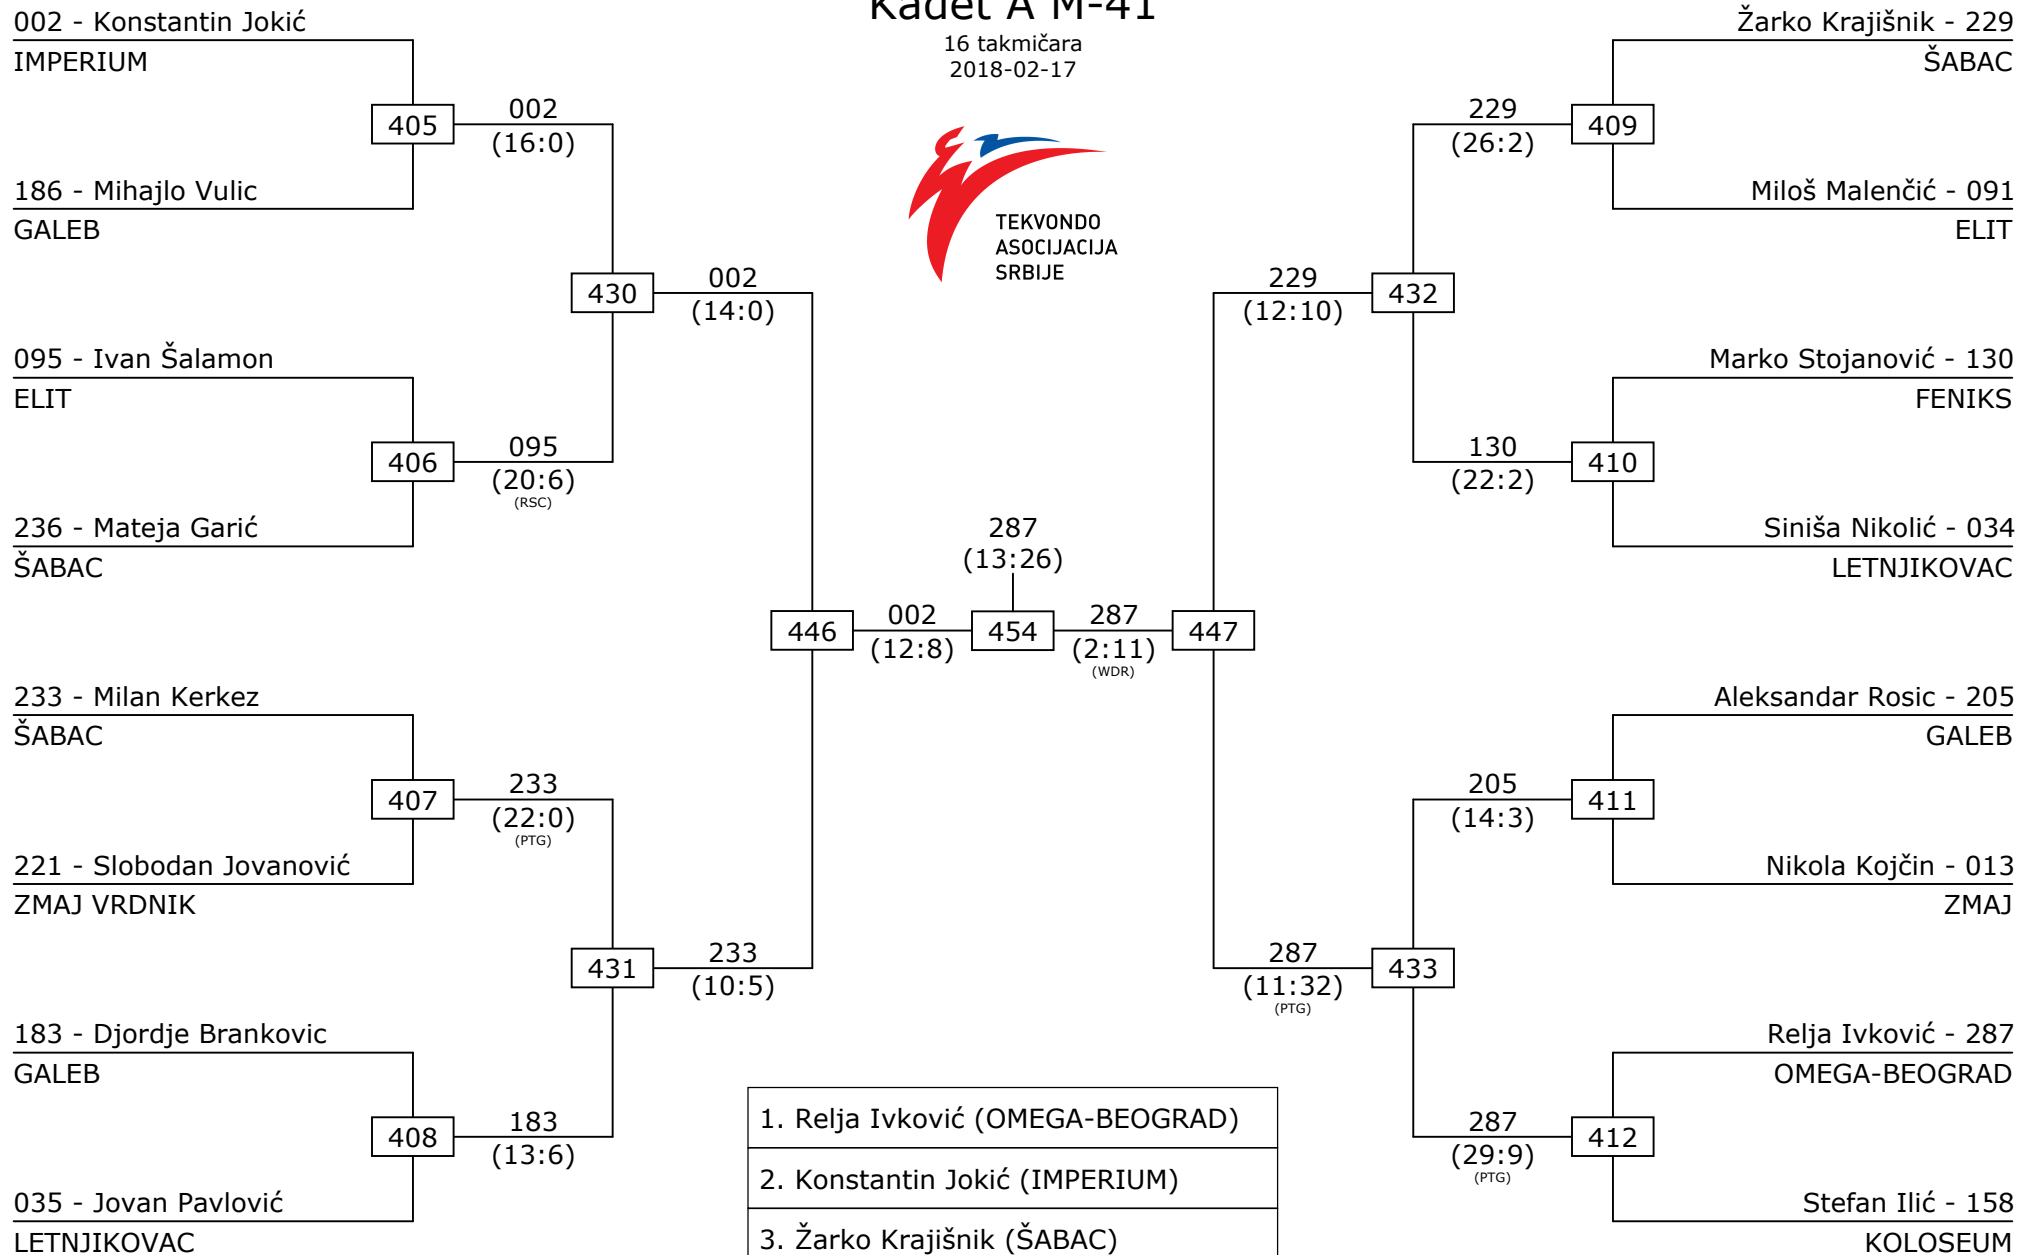 Kadet A M-41
16 takmičara
2018-02-17
TEKVONDO
ASOCIJACIJA
SRBIJE
002 - Konstantin Jokić
IMPERIUM
405
002
(16:0)
186 - Mihajlo Vulic
GALEB
430
002
(14:0)
095 - Ivan Šalamon
ELIT
406
095
(20:6)
(RSC)
236 - Mateja Garić
ŠABAC
446
002
(12:8)
233 - Milan Kerkez
ŠABAC
407
233
(22:0)
(PTG)
221 - Slobodan Jovanović
ZMAJ VRDNIK
431
233
(10:5)
183 - Djordje Brankovic
GALEB
408
183
(13:6)
035 - Jovan Pavlović
LETNJIKOVAC
287
(13:26)
454
Žarko Krajišnik - 229
ŠABAC
229
(26:2)
409
Miloš Malenčić - 091
ELIT
229
(12:10)
432
Marko Stojanović - 130
FENIKS
130
(22:2)
410
Siniša Nikolić - 034
LETNJIKOVAC
287
(2:11)
(WDR)
447
Aleksandar Rosic - 205
GALEB
205
(14:3)
411
Nikola Kojčin - 013
ZMAJ
287
(11:32)
(PTG)
433
Relja Ivković - 287
OMEGA-BEOGRAD
287
(29:9)
(PTG)
412
Stefan Ilić - 158
KOLOSEUM
1. Relja Ivković (OMEGA-BEOGRAD)
2. Konstantin Jokić (IMPERIUM)
3. Žarko Krajišnik (ŠABAC)